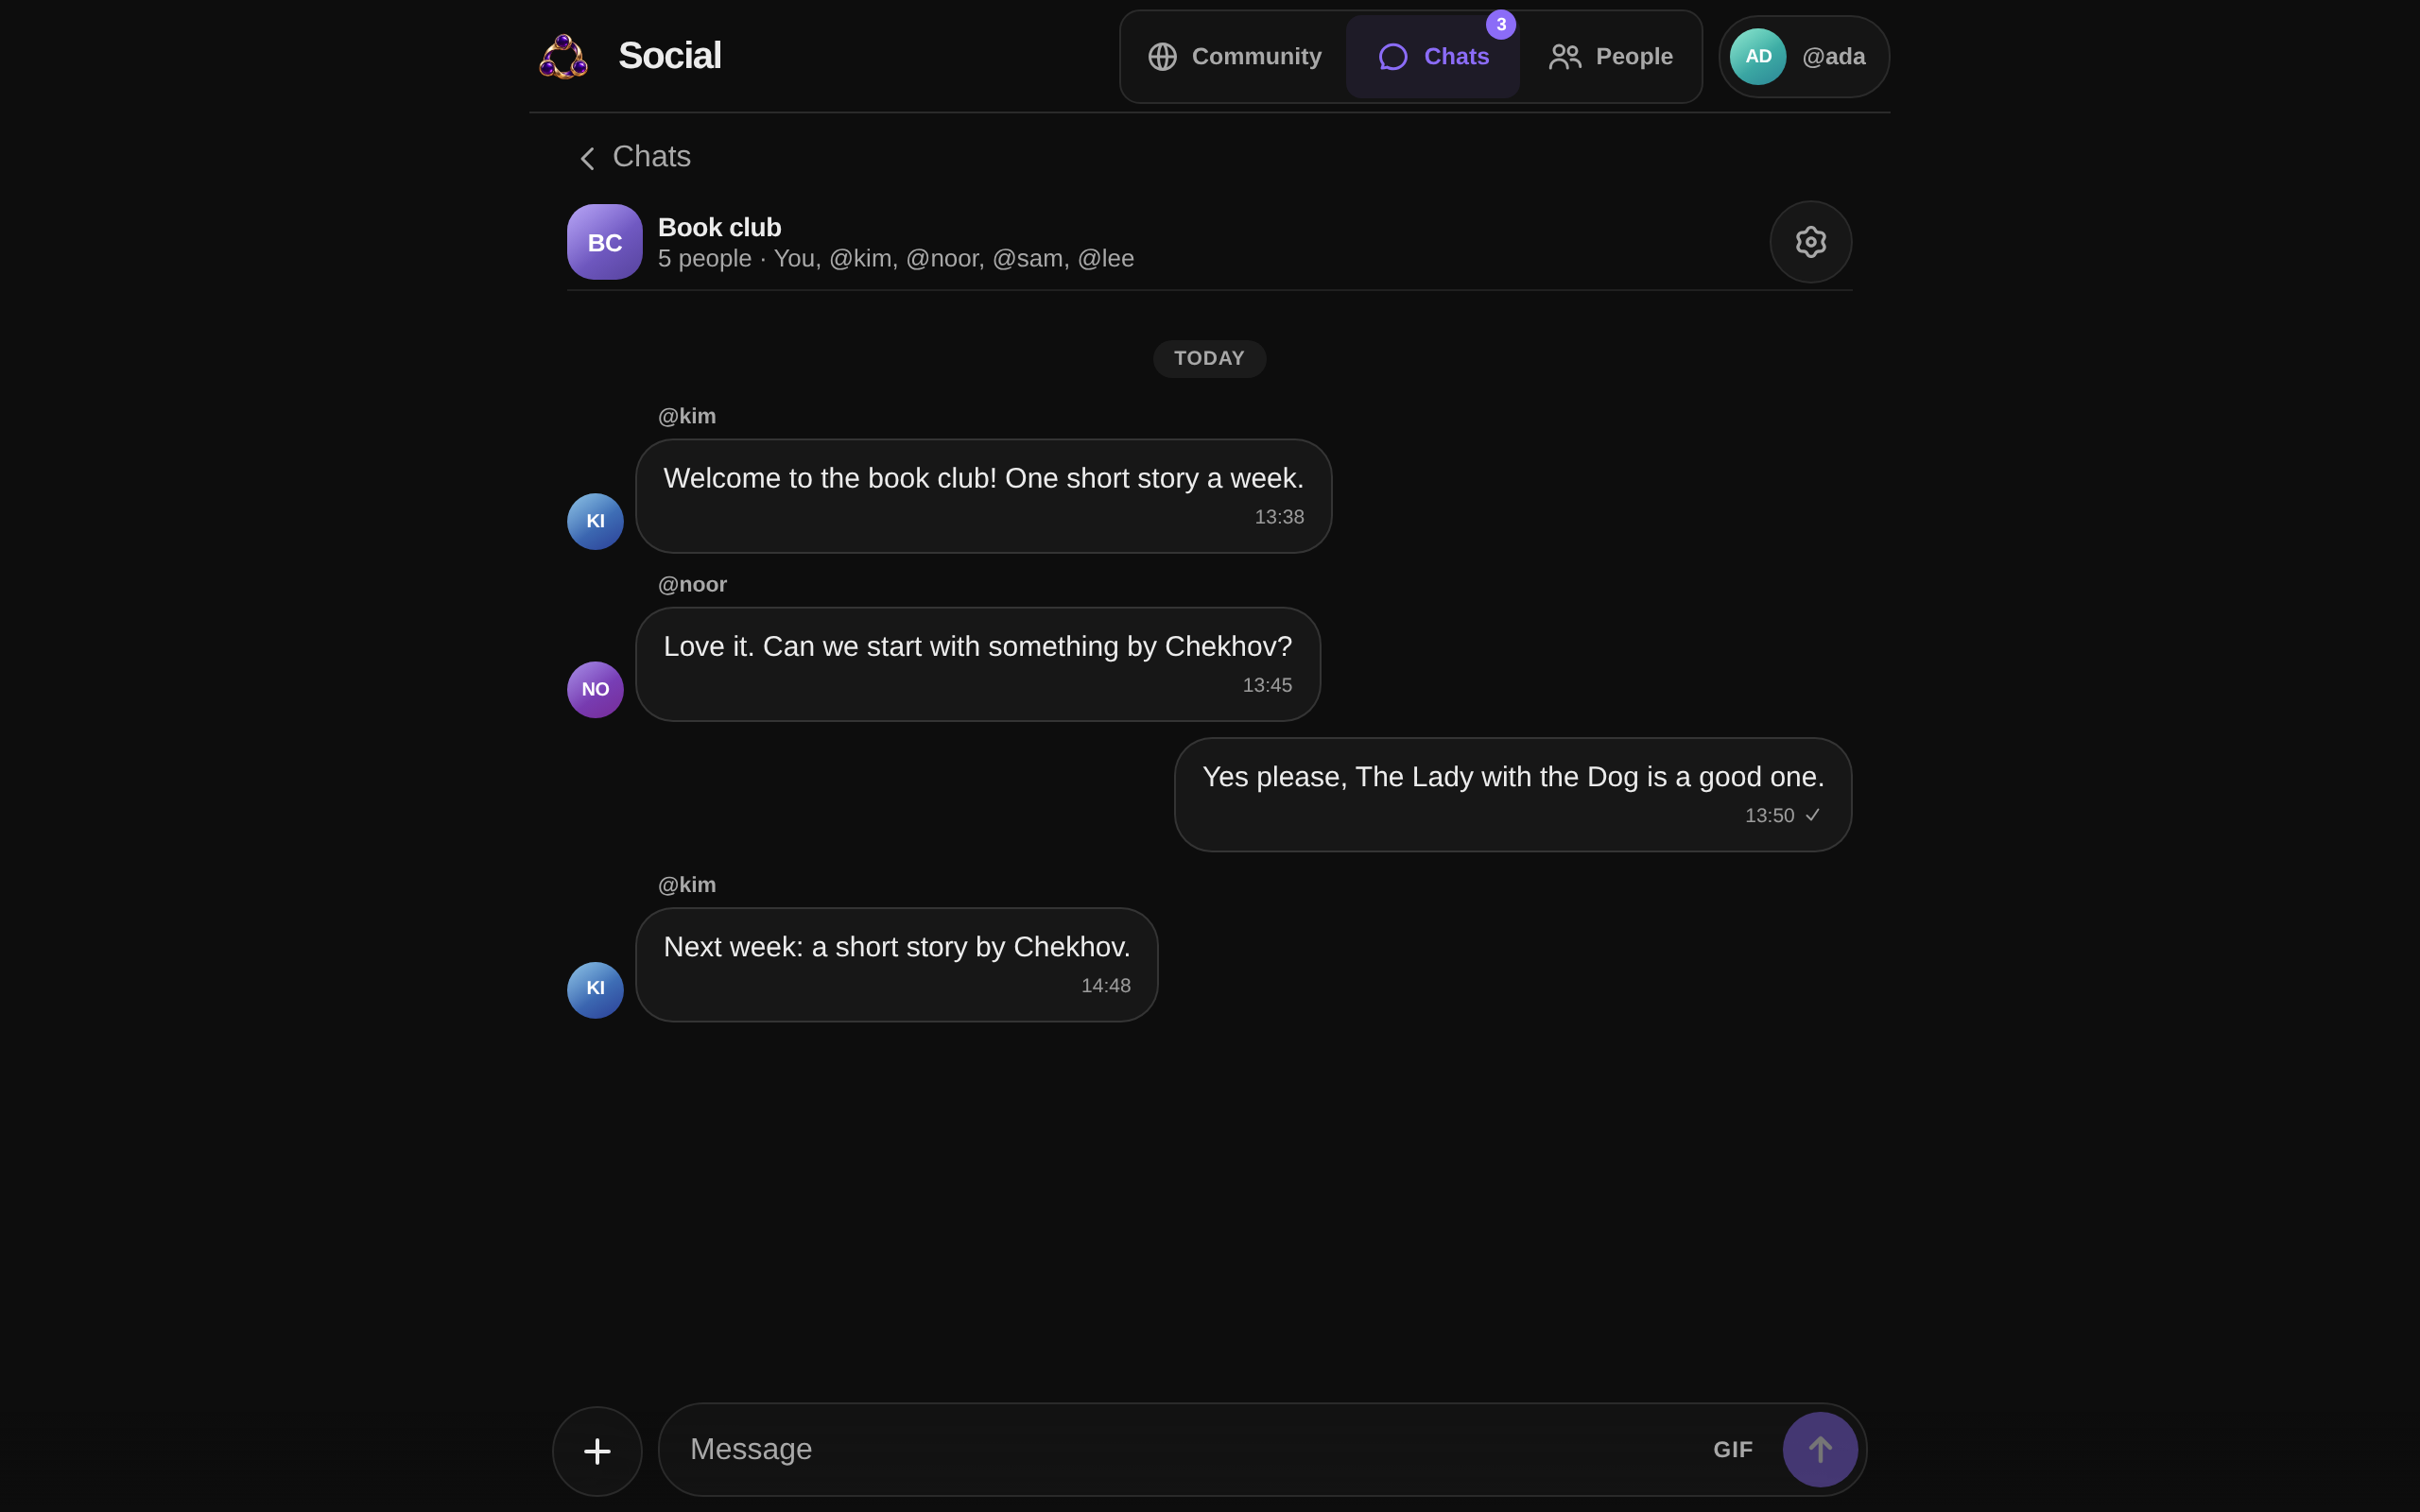 Social
Community
Chats
3
People
AD
@ada
Chats
BC
Book club
5 people · You, @kim, @noor, @sam, @lee
TODAY
@kim
Welcome to the book club! One short story a week.
13:38
KI
@noor
Love it. Can we start with something by Chekhov?
13:45
NO
Yes please, The Lady with the Dog is a good one.
13:50
@kim
Next week: a short story by Chekhov.
14:48
KI
Message
GIF